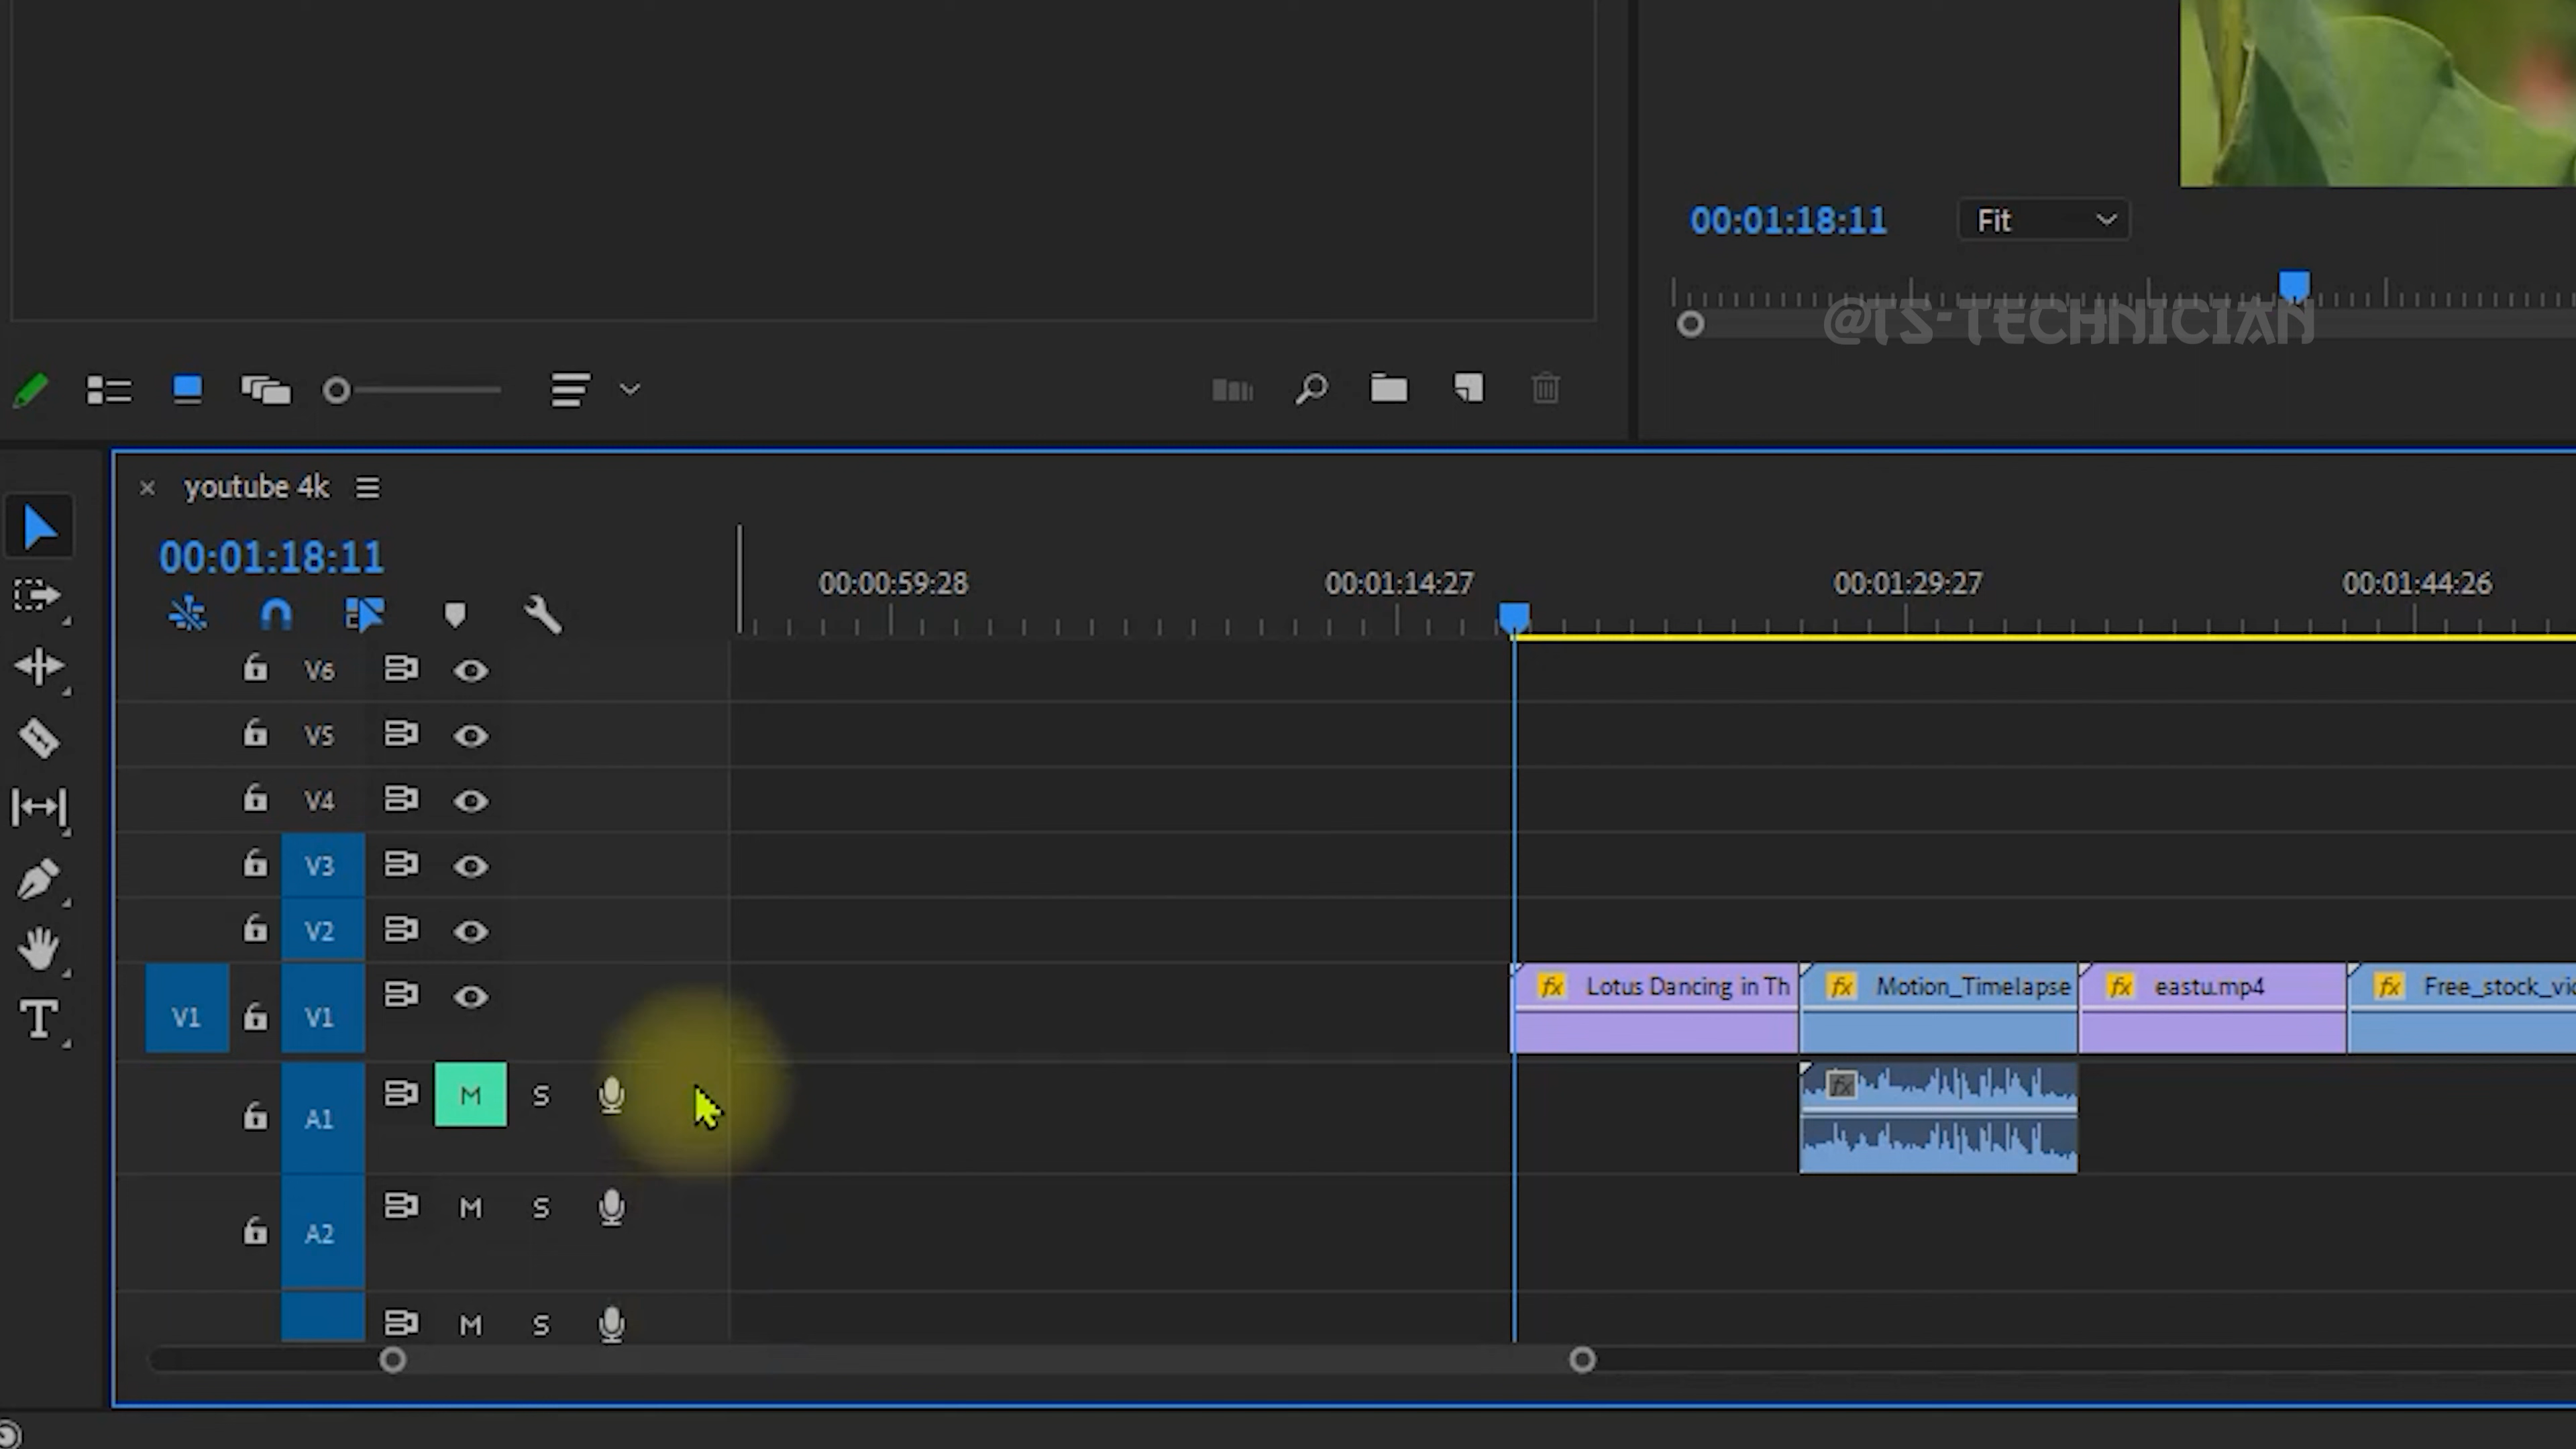 00:01:18:11
Fit
@TS-TECHNICIAN
youtube 4k
00:01:18:11
00:00:59:28
00:01:14:27
00:01:29:27
00:01:44:26
V6
V5
V4
V3
V2
V1
V1
fx Lotus Dancing in Th
fx Motion_Timelapse
fx eastu.mp4
fx Free_stock_vic
A1
M
S
fx
A2
M
S
M
S